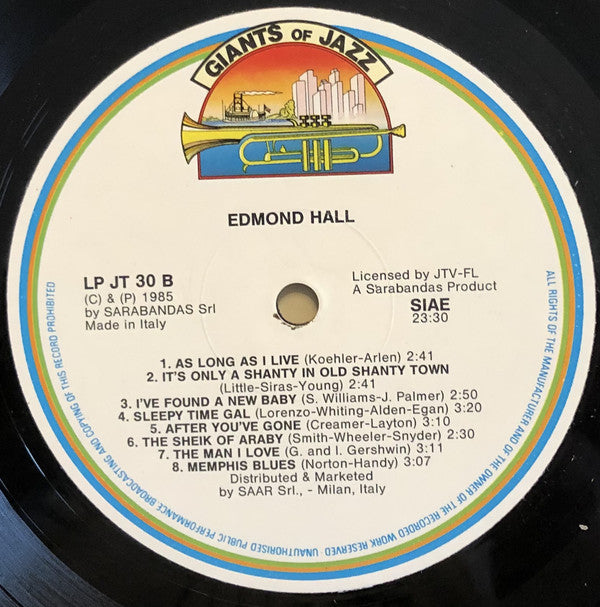 GIANTS OF JAZZ
EDMOND HALL
LP JT 30 B
(C) & (P) 1985
by SARABANDAS Srl
Made in Italy
Licensed by JTV-FL
A Sarabandas Product
SIAE
23:30
1. AS LONG AS I LIVE (Koehler-Arlen) 2:41
2. IT'S ONLY A SHANTY IN OLD SHANTY TOWN
(Little-Siras-Young) 2:41
3. I'VE FOUND A NEW BABY (S. Williams-J. Palmer) 2:50
4. SLEEPY TIME GAL (Lorenzo-Whiting-Alden-Egan) 3:20
5. AFTER YOU'VE GONE (Creamer-Layton) 3:10
6. THE SHEIK OF ARABY (Smith-Wheeler-Snyder) 2:30
7. THE MAN I LOVE (G. and I. Gershwin) 3:11
8. MEMPHIS BLUES (Norton-Handy) 3:07
Distributed & Marketed
by SAAR Srl., - Milan, Italy
ALL RIGHTS OF THE MANUFACTURER AND OF THE OWNER OF THE RECORDED WORK RESERVED UNAUTHORISED PUBLIC PERFORMANCE BROADCASTING AND COPYING OF THIS RECORD PROHIBITED